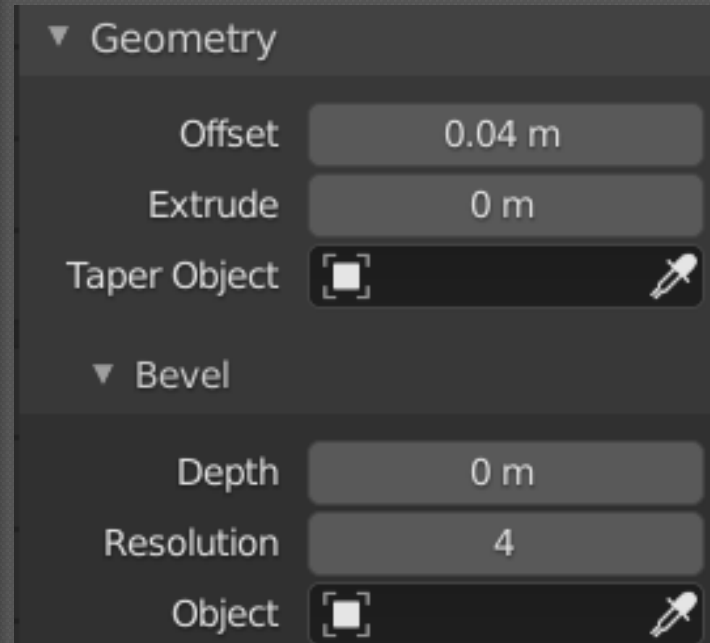 Geometry
Offset 0.04 m
Extrude 0 m
Taper Object
Bevel
Depth 0 m
Resolution 4
Object